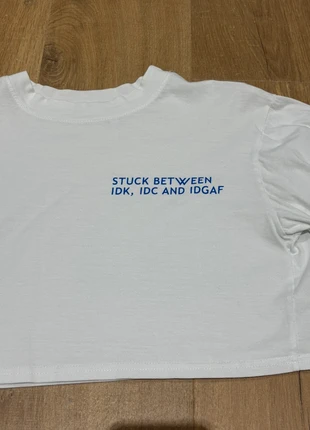 STUCK BETWEEN
IDK, IDC AND IDGAF